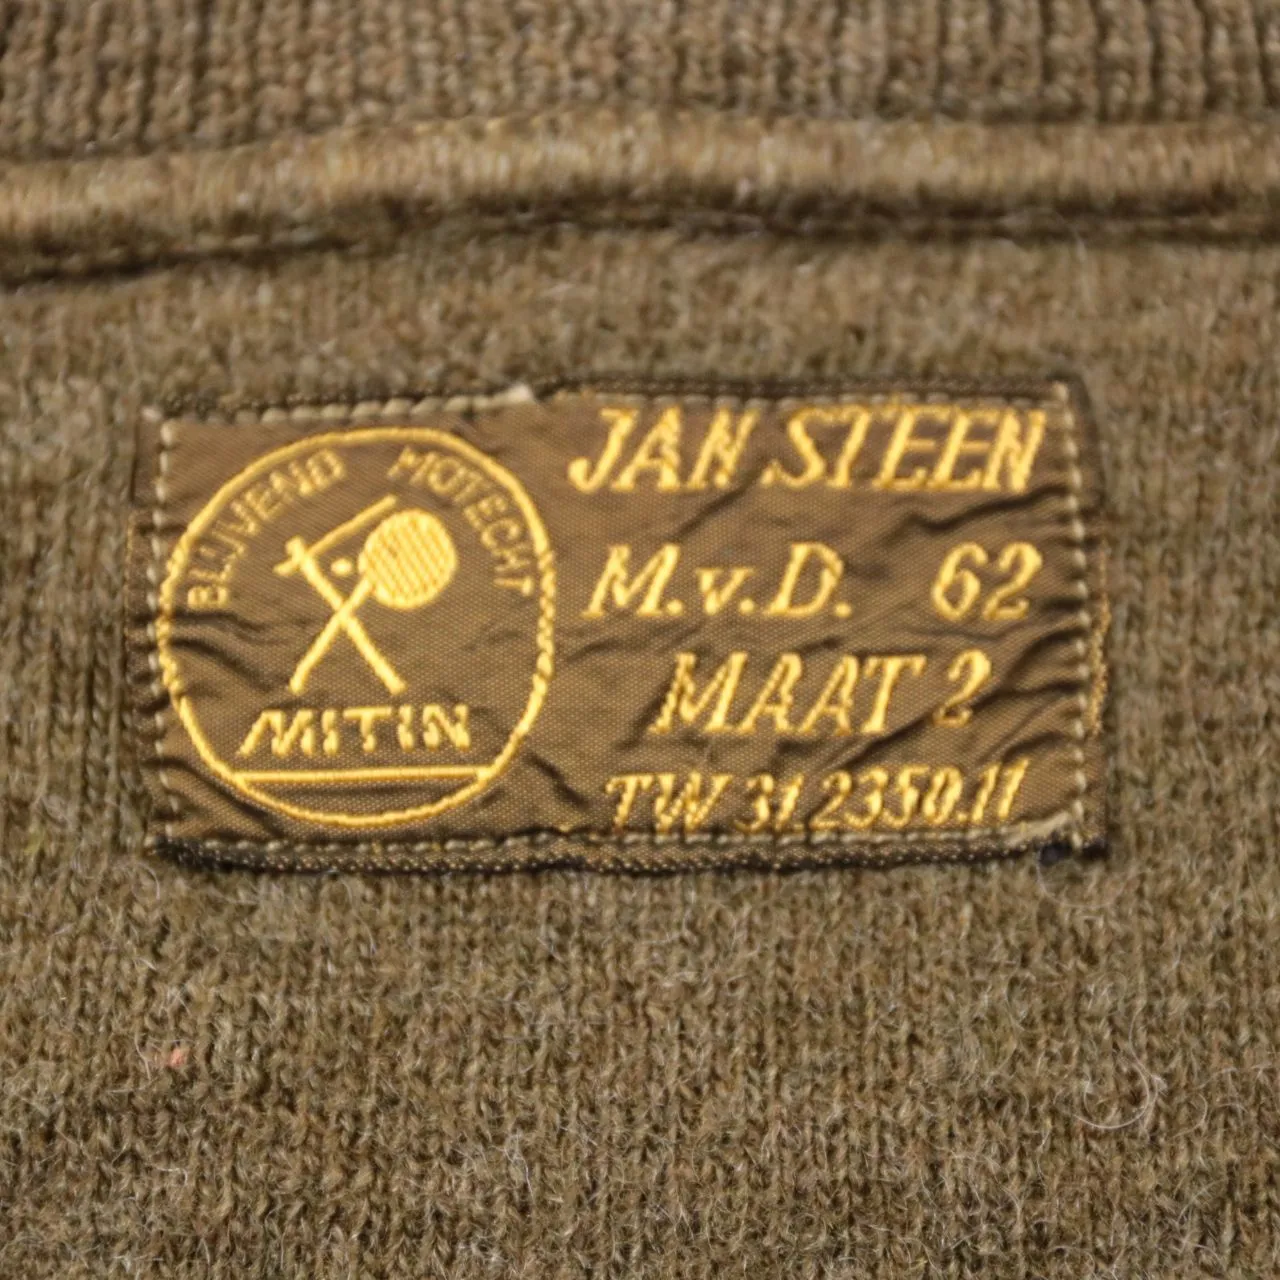 BLIJVEND MOTECHT
MITIN
JAN STEEN
M.v.D. 62
MAAT 2
TW 31 2350.11